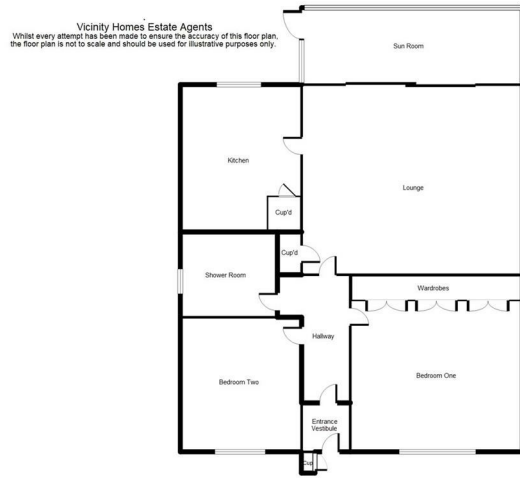 Vicinity Homes Estate Agents
Whilst every attempt has been made to ensure the accuracy of this floor plan,
the floor plan is not to scale and should be used for illustrative purposes only.
Sun Room
Kitchen
Lounge
Cup'd
Cup'd
Shower Room
Wardrobes
Hallway
Bedroom Two
Bedroom One
Entrance
Vestibule
Cup